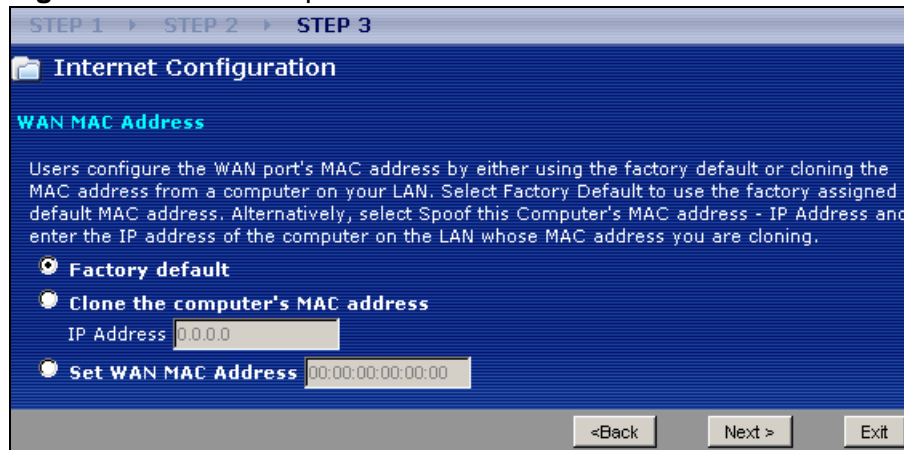 STEP 1 › STEP 2 › STEP 3
Internet Configuration
WAN MAC Address
Users configure the WAN port's MAC address by either using the factory default or cloning the
MAC address from a computer on your LAN. Select Factory Default to use the factory assigned
default MAC address. Alternatively, select Spoof this Computer's MAC address - IP Address and
enter the IP address of the computer on the LAN whose MAC address you are cloning.
Factory default
Clone the computer's MAC address
IP Address 0.0.0.0
Set WAN MAC Address 00:00:00:00:00:00
<Back Next > Exit